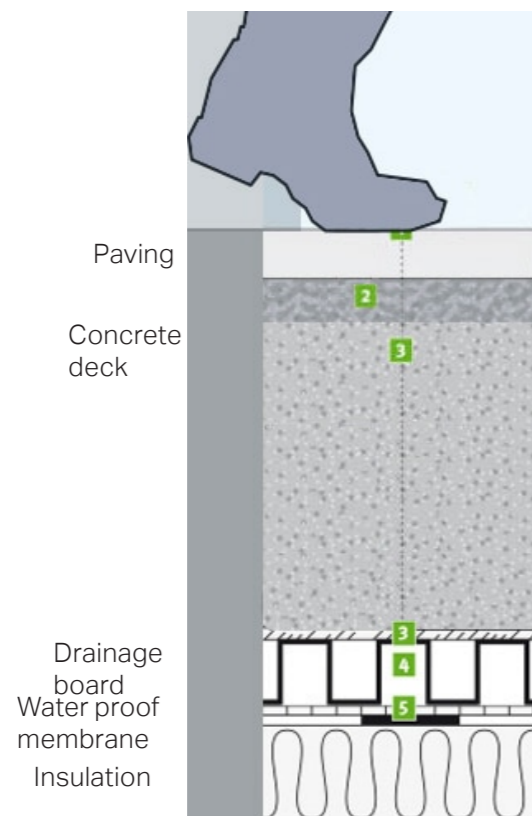 Paving
2
Concrete
deck
3
3
Drainage
board
4
Water proof
membrane
5
Insulation